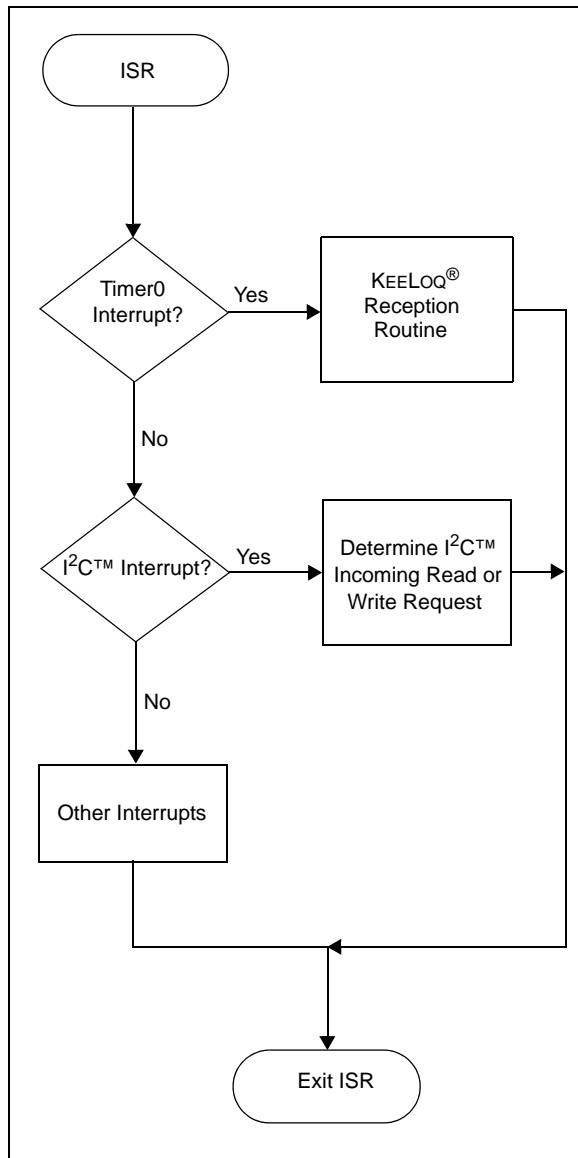 ISR
Timer0
Interrupt?
Yes
KEELOQ®
Reception
Routine
No
I²C™ Interrupt?
Yes
Determine I²C™
Incoming Read or
Write Request
No
Other Interrupts
Exit ISR